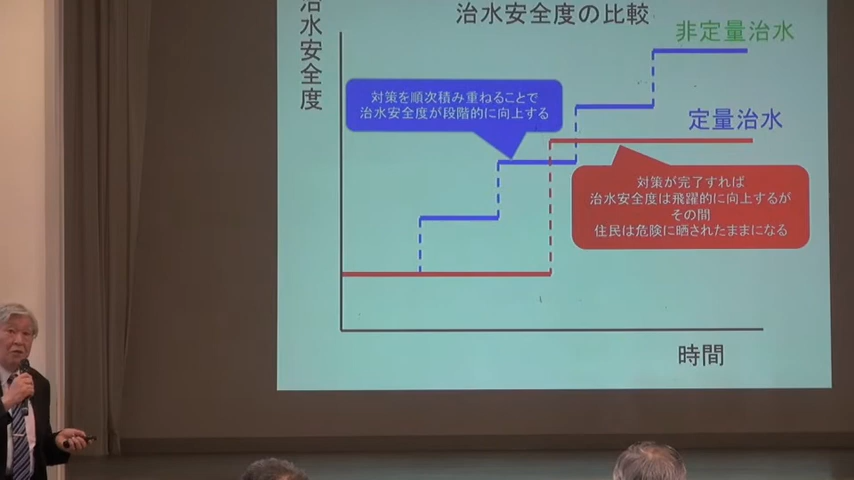 治水安全度の比較
治水安全度
非定量治水
対策を順次積み重ねることで
治水安全度が段階的に向上する
定量治水
対策が完了すれば
治水安全度は飛躍的に向上するが
その間
住民は危険に晒されたままになる
時間